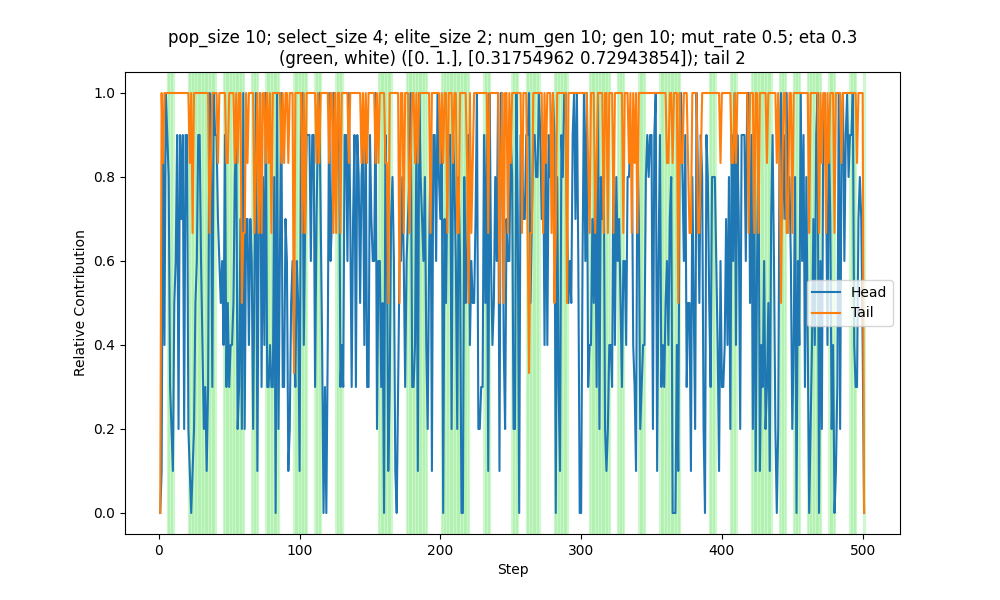 pop_size 10; select_size 4; elite_size 2; num_gen 10; gen 10; mut_rate 0.5; eta 0.3
(green, white) ([0. 1.], [0.31754962 0.72943854]); tail 2
Relative Contribution
1.0
0.8
0.6
0.4
0.2
0.0
Head
Tail
0
100
200
300
400
500
Step